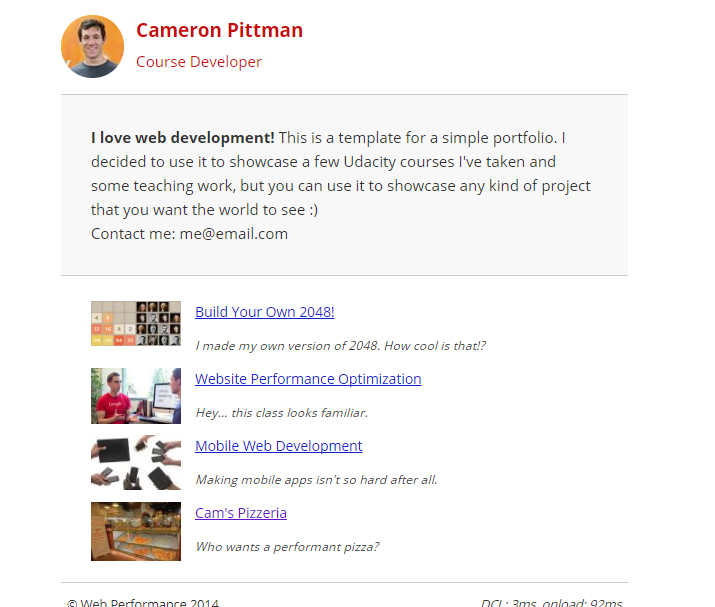 Cameron Pittman
Course Developer
I love web development! This is a template for a simple portfolio. I
decided to use it to showcase a few Udacity courses I've taken and
some teaching work, but you can use it to showcase any kind of project
that you want the world to see :)
Contact me: me@email.com
Build Your Own 2048!
I made my own version of 2048. How cool is that!?
Website Performance Optimization
Hey... this class looks familiar.
Mobile Web Development
Making mobile apps isn't so hard after all.
Cam's Pizzeria
Who wants a performant pizza?
© Web Performance 2014
DCL: 3ms, onload: 92ms